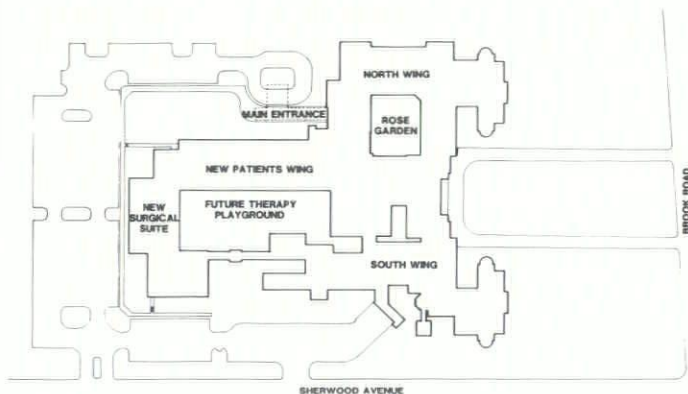 NORTH WING
MAIN ENTRANCE
ROSE
GARDEN
NEW PATIENTS WING
NEW
SURGICAL
SUITE
FUTURE THERAPY
PLAYGROUND
BROOK ROAD
SOUTH WING
SHERWOOD AVENUE